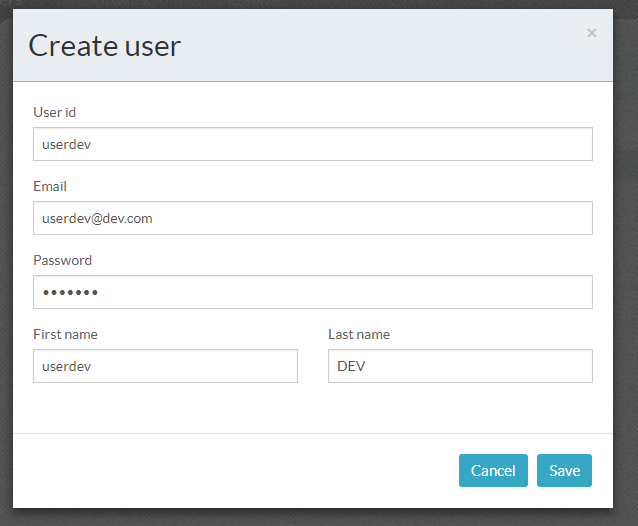 Create user
×
User id
userdev
Email
userdev@dev.com
Password
•••••••
First name
Last name
userdev
DEV
Cancel
Save